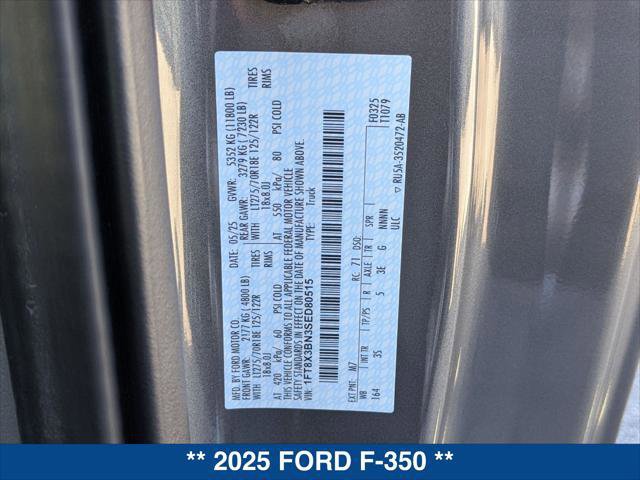 MFD. BY FORD MOTOR CO.
DATE: 05/25 GVWR: 5352 KG (11800 LB)
FRONT GAWR: 2177 KG (4800 LB) REAR GAWR: 3279 KG (7230 LB)
LT275/70R18E 125/122R TIRES WITH LT275/70R18E 125/122R TIRES
18x8.0J RIMS 18x8.0J RIMS
AT 420 kPa/ 60 PSI COLD AT 550 kPa/ 80 PSI COLD
THIS VEHICLE CONFORMS TO ALL APPLICABLE FEDERAL MOTOR VEHICLE
SAFETY STANDARDS IN EFFECT ON THE DATE OF MANUFACTURE SHOWN ABOVE.
VIN: 1FT8X3BN3SED80515 TYPE: Truck
F0325
T1079
EXT PNT: M7 RC: 71 DSO:
WB INT TR TP/PS R AXLE TR SPR
164 3S 5 3E G NNNN
ULC
▽ RU5A-3520472-AB
** 2025 FORD F-350 **